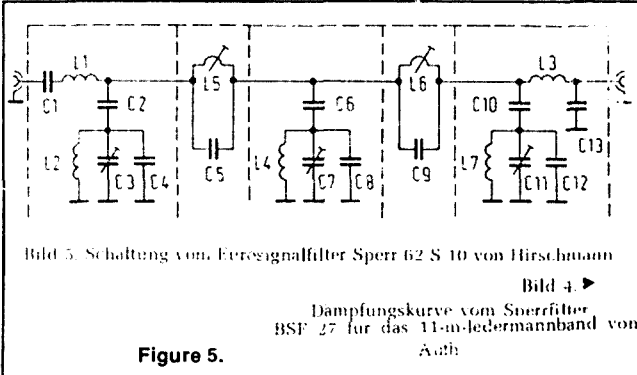 L1
L5
L6
L3
C1
C2
C6
C10
L2
C3
C4
C5
L4
C7
C8
C9
L7
C11
C12
C13
Bild 5. Schaltung vom Euresignalfilter Sperr 62 S 10 von Hirschmann
Bild 4. ►
Dämpfungskurve vom Sperrfilter
BSF 27 für das 11-m-Jedermannband von
Auth
Figure 5.